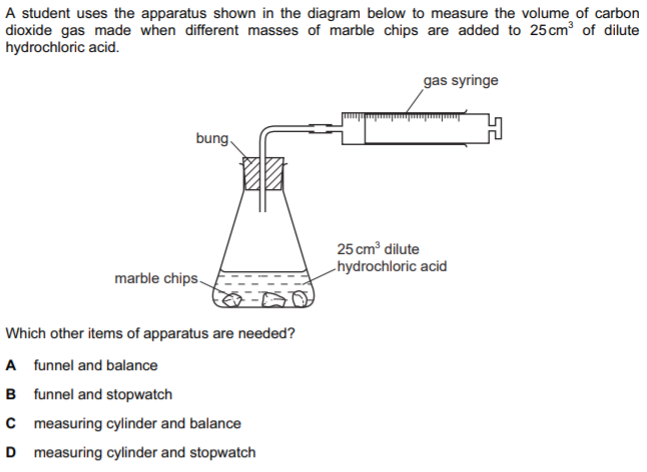 A student uses the apparatus shown in the diagram below to measure the volume of carbon
dioxide gas made when different masses of marble chips are added to 25 cm³ of dilute
hydrochloric acid.
gas syringe
bung
25 cm³ dilute
hydrochloric acid
marble chips
Which other items of apparatus are needed?
A funnel and balance
B funnel and stopwatch
C measuring cylinder and balance
D measuring cylinder and stopwatch